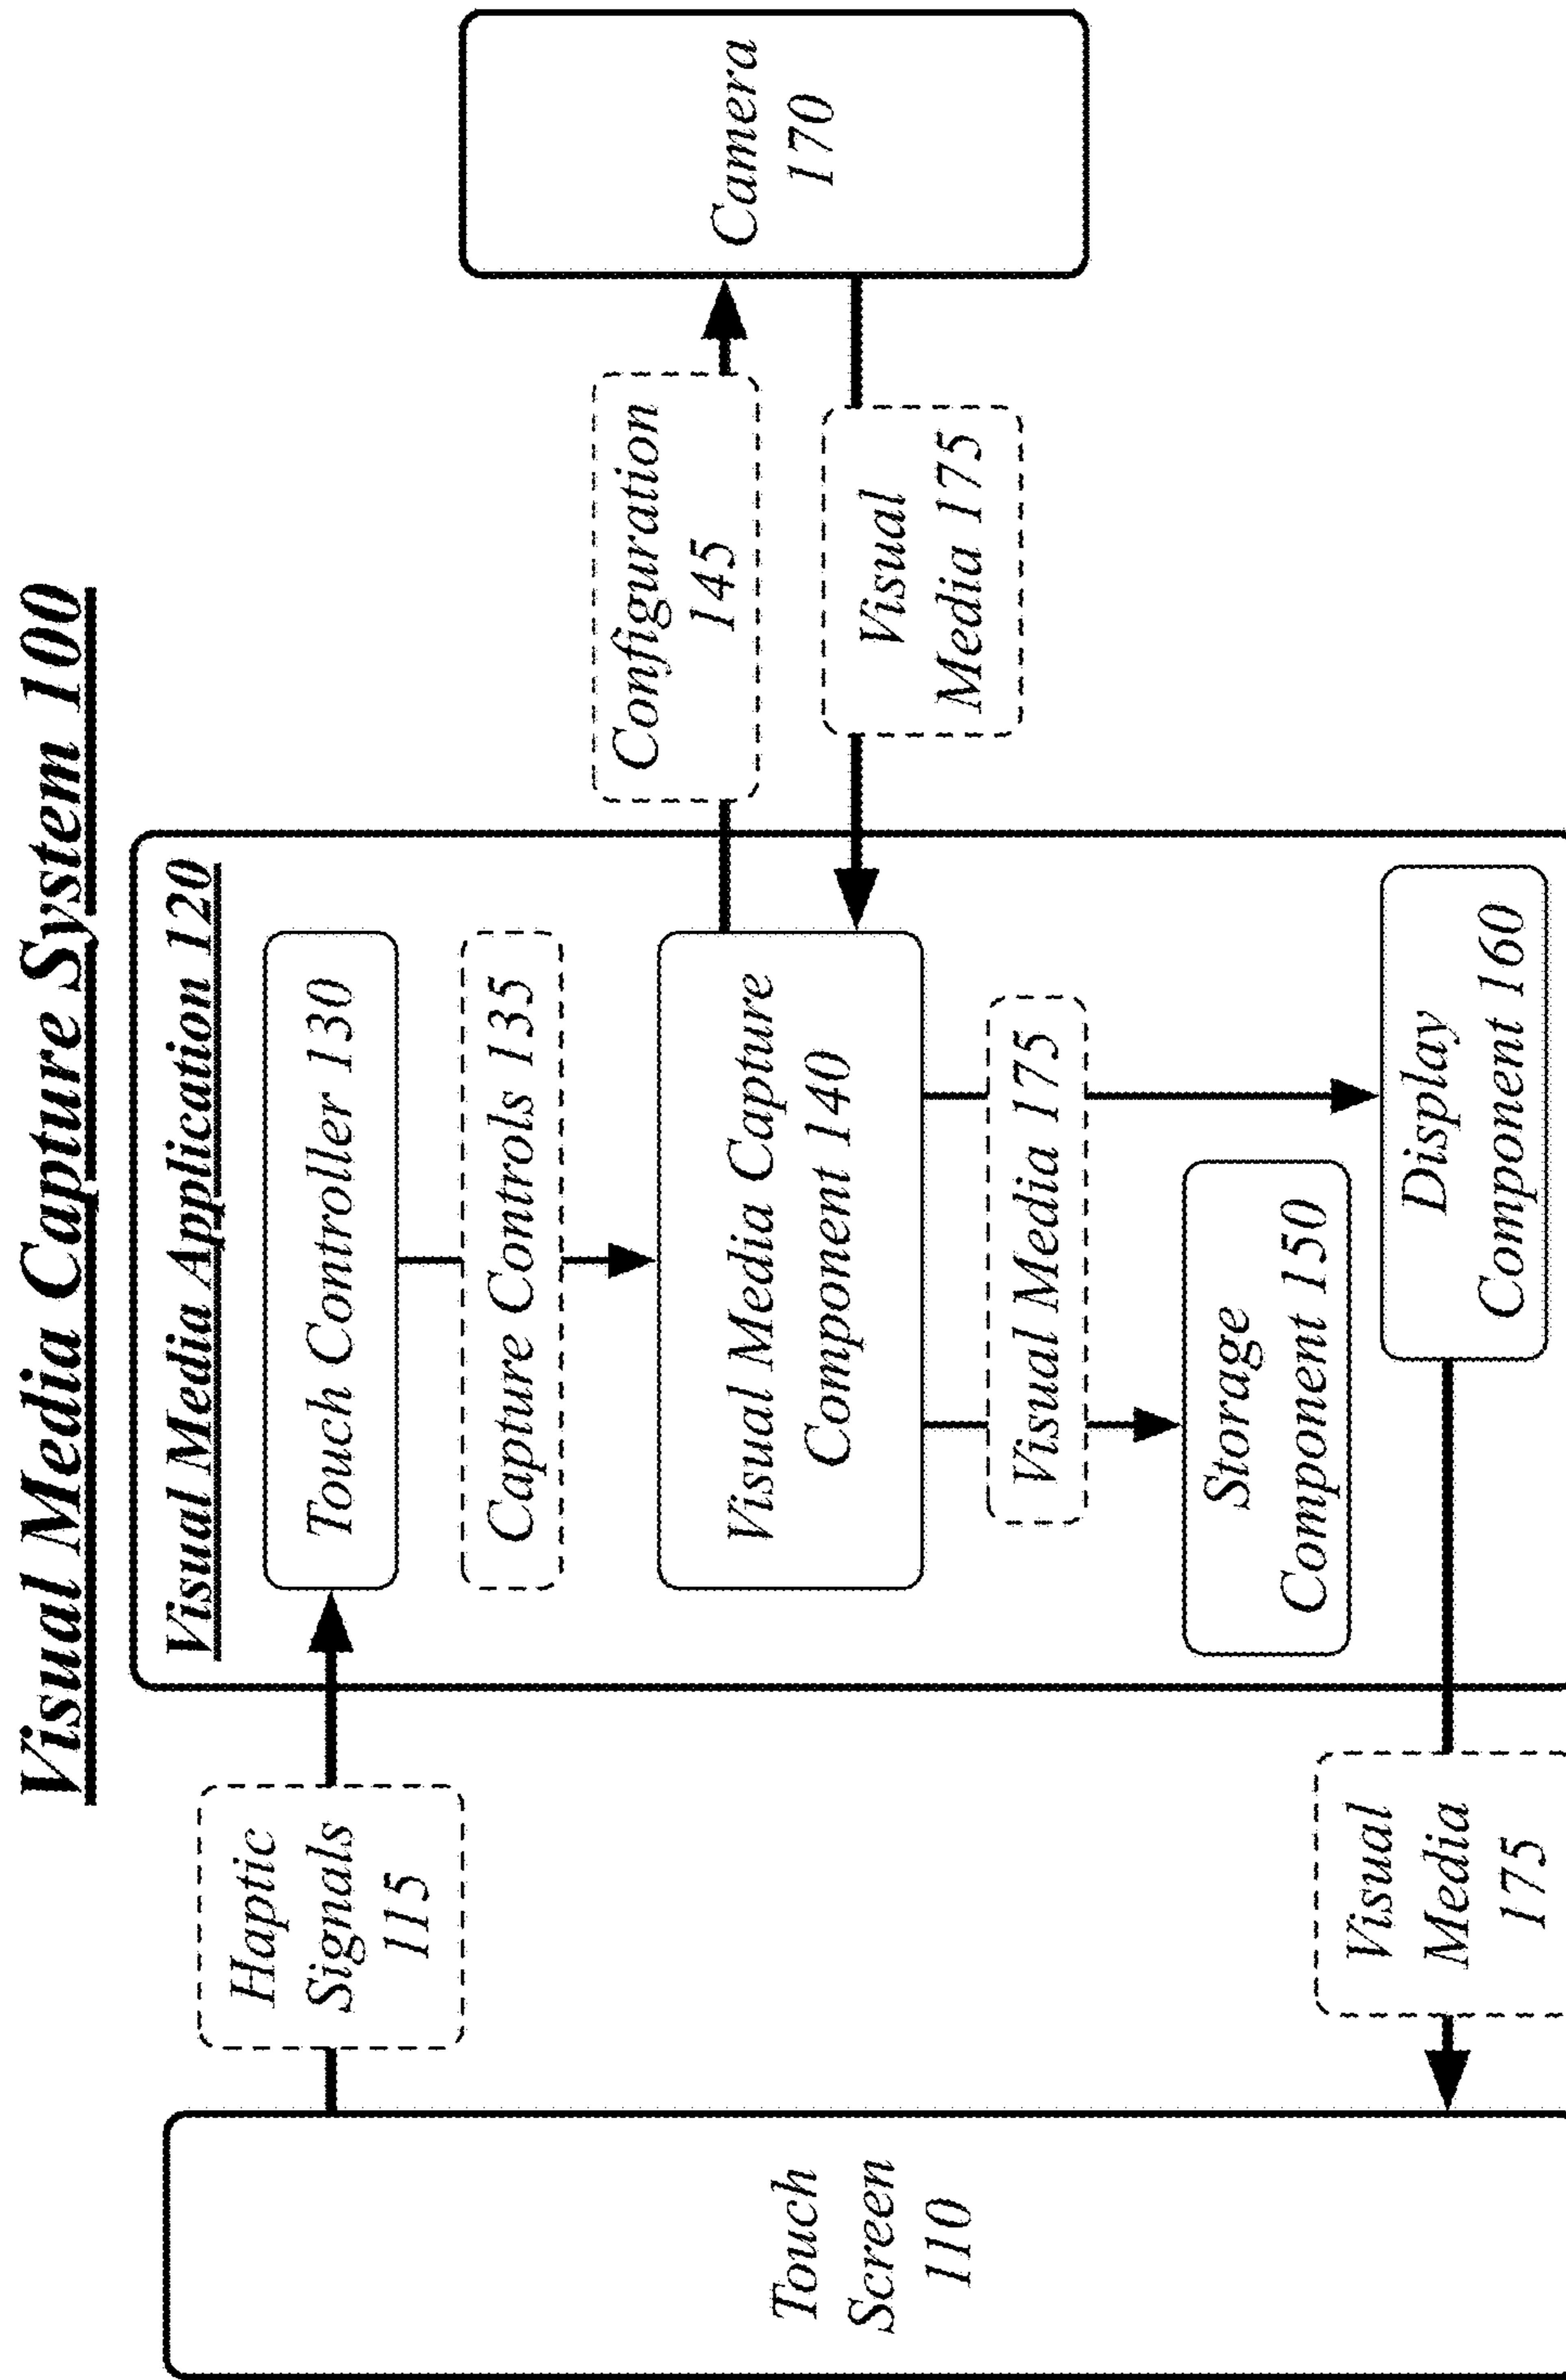 Visual Media Capture System 100
Visual Media Application 120
Touch Controller 130
Capture Controls 135
Visual Media Capture
Component 140
Visual Media 175
Storage
Component 150
Display
Component 160
Haptic
Signals
115
Touch
Screen
110
Visual
Media
175
Configuration
145
Visual
Media 175
Camera
170